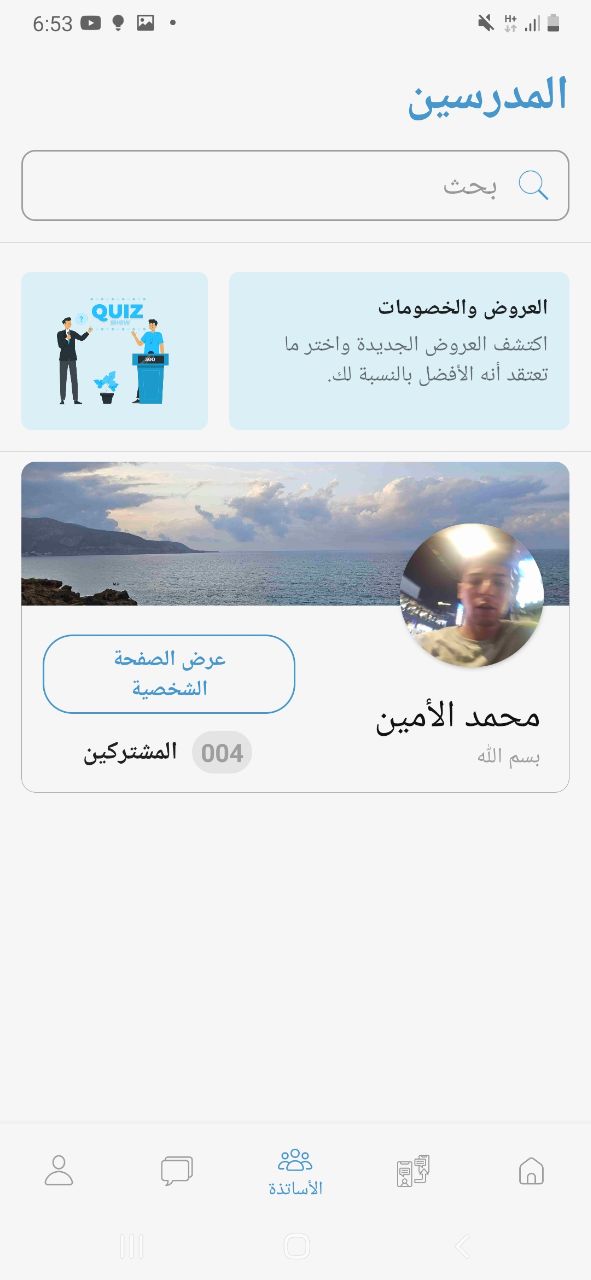 6:53
H+
المدرسين
بحث
QUIZ
SHOW
?
العروض والخصومات
اكتشف العروض الجديدة واختر ما
تعتقد أنه الأفضل بالنسبة لك.
عرض الصفحة
الشخصية
محمد الأمين
بسم الله
004 المشتركين
الأساتذة